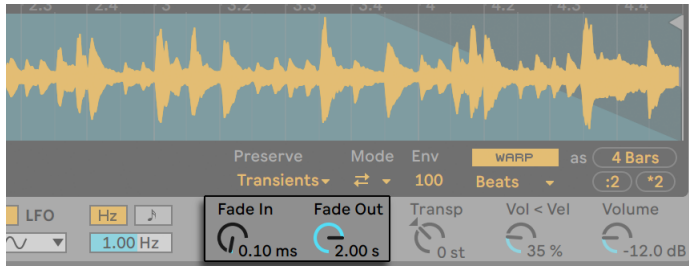 2.3 2.4 3 3.2 3.3 3.4 4 4.2 4.3 4.4
Preserve Mode Env WARP as 4 Bars
Transients 100 Beats :2 *2
LFO Hz Fade In Fade Out Transp Vol < Vel Volume
1.00 Hz 0.10 ms 2.00 s 0 st 35 % -12.0 dB